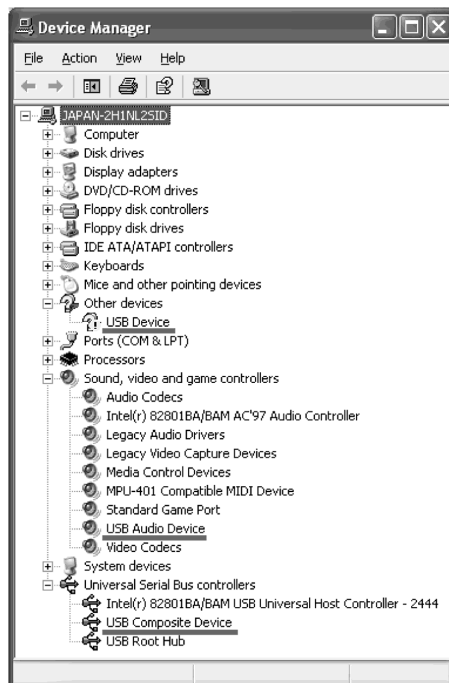 Device Manager
File Action View Help
JAPAN-2H1NL2SID
Computer
Disk drives
Display adapters
DVD/CD-ROM drives
Floppy disk controllers
Floppy disk drives
IDE ATA/ATAPI controllers
Keyboards
Mice and other pointing devices
Other devices
USB Device
Ports (COM & LPT)
Processors
Sound, video and game controllers
Audio Codecs
Intel(r) 82801BA/BAM AC'97 Audio Controller
Legacy Audio Drivers
Legacy Video Capture Devices
Media Control Devices
MPU-401 Compatible MIDI Device
Standard Game Port
USB Audio Device
Video Codecs
System devices
Universal Serial Bus controllers
Intel(r) 82801BA/BAM USB Universal Host Controller - 2444
USB Composite Device
USB Root Hub